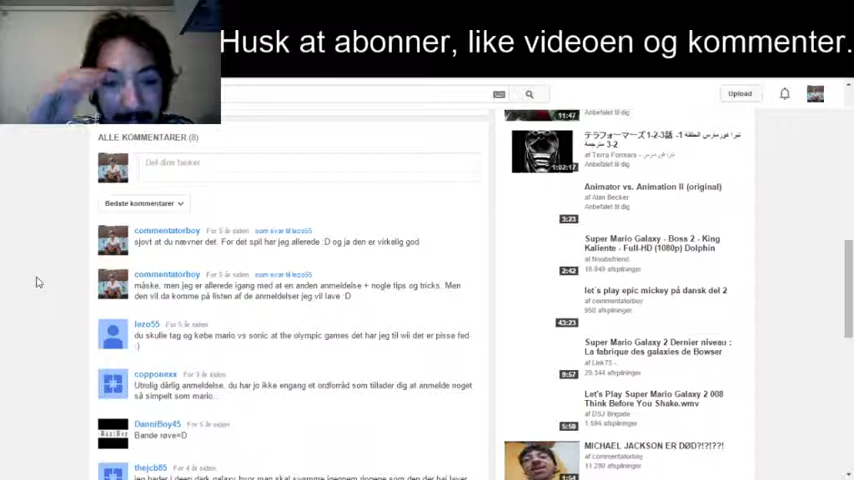 Husk at abonner, like videoen og kommenter.
Upload
11:47
Anbefalet til dig
ALLE KOMMENTARER (8)
Del dine tanker
Bedste kommentarer
commentatorboy For 5 år siden som svar til lezo55
sjovt at du nævner det. For det spil har jeg allerede :D og ja den er virkelig god
commentatorboy For 5 år siden som svar til lezo55
måske, men jeg er allerede igang med at en anden anmeldelse + nogle tips og tricks. Men
den vil da komme på listen af de anmeldelser jeg vil lave :D
lezo55 For 5 år siden
du skulle tag og købe mario vs sonic at the olympic games det har jeg til wii det er pisse fed
:)
copponexx For 3 år siden
Utrolig dårlig anmeldelse. du har jo ikke engang et ordforråd som tillader dig at anmelde noget
så simpelt som mario...
DanniBoy45 For 5 år siden
Bande røve=D
thejcb85 For 4 år siden
テラフォーマーズ 1-2-3話
1:02:17
af Terra Formars
Anbefalet til dig
Animator vs. Animation II (original)
af Alan Becker
Anbefalet til dig
3:23
Super Mario Galaxy - Boss 2 - King
Kaliente - Full-HD (1080p) Dolphin
af Noobsfriend.
2:42
let's play epic mickey på dansk del 2
af commentatorboy
950 afspilninger
43:23
Super Mario Galaxy 2 Dernier niveau :
La fabrique des galaxies de Bowser
af Link75 -
29.344 afspilninger
9:57
Let's Play Super Mario Galaxy 2 008
Think Before You Shake.wmv
af DSJ Brigade
1.594 afspilninger
5:58
MICHAEL JACKSON ER DØD?!?!?!
af commentatorboy
11.290 afspilninger
1:54